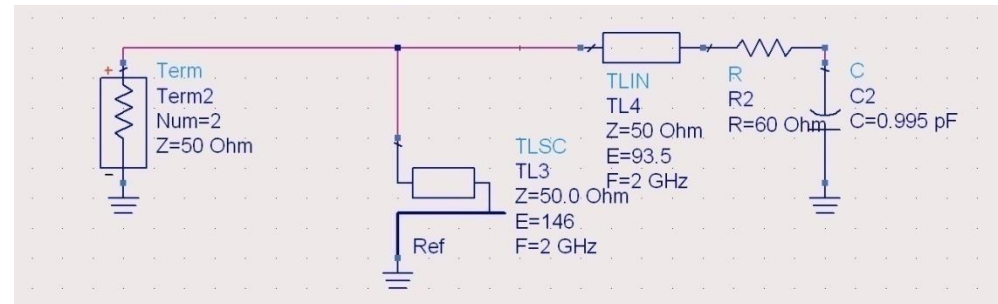 +
Term
Term2
Num=2
Z=50 Ohm
-
TLSC
TL3
Z=50.0 Ohm
E=146
F=2 GHz
Ref
TLIN
TL4
Z=50 Ohm
E=93.5
F=2 GHz
R
R2
R=60 Ohm
C
C2
C=0.995 pF